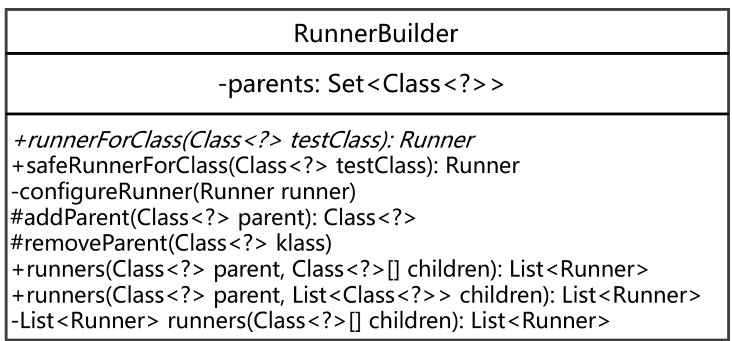 RunnerBuilder
-parents: Set<Class<?>>
+runnerForClass(Class<?> testClass): Runner
+safeRunnerForClass(Class<?> testClass): Runner
-configureRunner(Runner runner)
#addParent(Class<?> parent): Class<?>
#removeParent(Class<?> klass)
+runners(Class<?> parent, Class<?>[] children): List<Runner>
+runners(Class<?> parent, List<Class<?>> children): List<Runner>
-List<Runner> runners(Class<?>[] children): List<Runner>